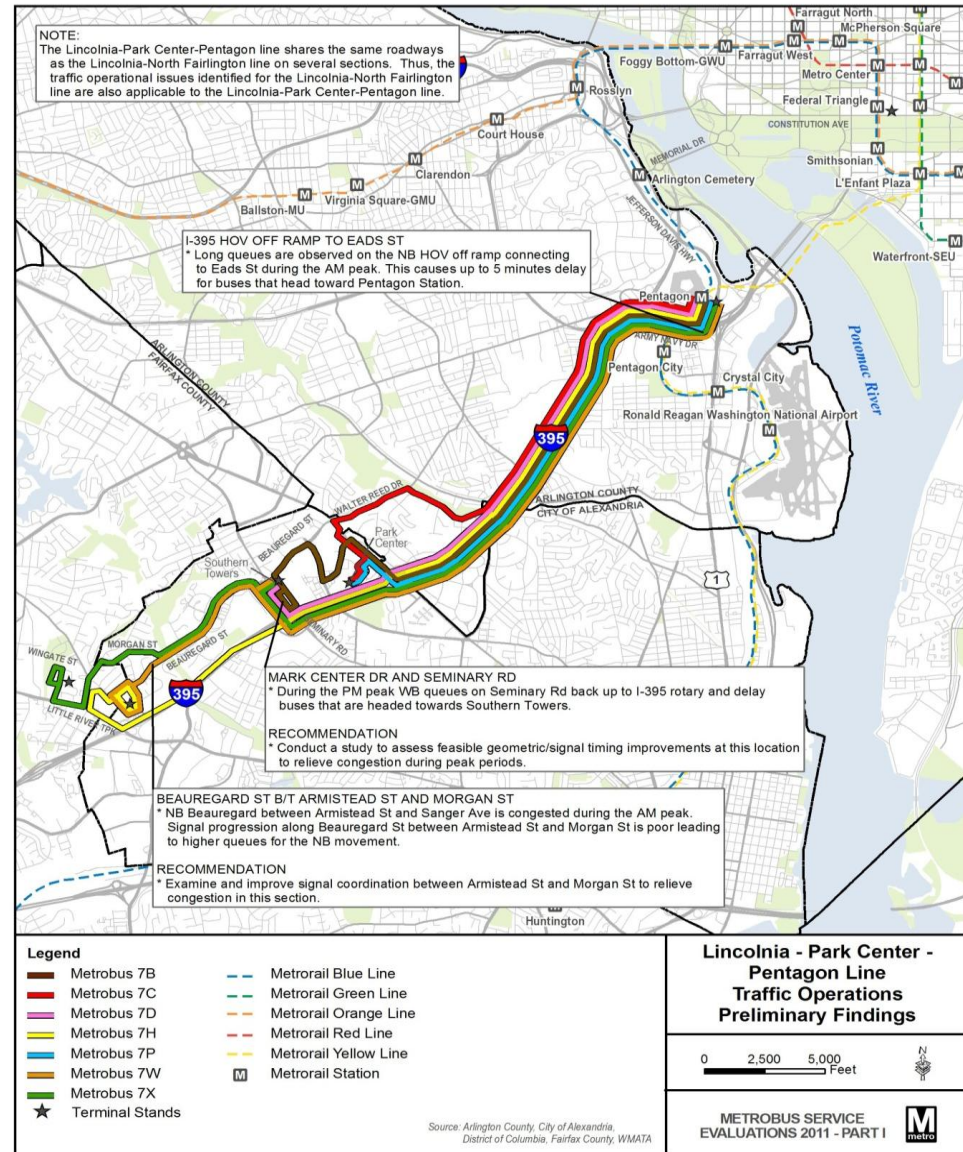 NOTE:
The Lincolnia-Park Center-Pentagon line shares the same roadways
as the Lincolnia-North Fairlington line on several sections. Thus, the
traffic operational issues identified for the Lincolnia-North Fairlington
line are also applicable to the Lincolnia-Park Center-Pentagon line.
Farragut North
McPherson Square
Foggy Bottom-GWU
Farragut West
Metro Center
Rosslyn
Federal Triangle
Court House
CONSTITUTION AVE
Clarendon
MEMORIAL DR
Smithsonian
Arlington Cemetery
L'Enfant Plaza
Virginia Square-GMU
Ballston-MU
JEFFERSON DAVIS HWY
Waterfront-SEU
I-395 HOV OFF RAMP TO EADS ST
* Long queues are observed on the NB HOV off ramp connecting
to Eads St during the AM peak. This causes up to 5 minutes delay
for buses that head toward Pentagon Station.
Pentagon
ARMY NAVY DR
Pentagon City
Crystal City
Potomac River
Ronald Reagan Washington National Airport
ARLINGTON COUNTY
FAIRFAX COUNTY
395
ARLINGTON COUNTY
CITY OF ALEXANDRIA
WALTER REED DR
BEAUREGARD ST
Park
Center
Southern
Towers
1
MORGAN ST
BEAUREGARD ST
SEMINARY RD
WINGATE ST
LITTLE RIVER TPK
395
MARK CENTER DR AND SEMINARY RD
* During the PM peak WB queues on Seminary Rd back up to I-395 rotary and delay
buses that are headed towards Southern Towers.
RECOMMENDATION
* Conduct a study to assess feasible geometric/signal timing improvements at this location
to relieve congestion during peak periods.
BEAUREGARD ST B/T ARMISTEAD ST AND MORGAN ST
* NB Beauregard between Armistead St and Sanger Ave is congested during the AM peak.
Signal progression along Beauregard St between Armistead St and Morgan St is poor leading
to higher queues for the NB movement.
RECOMMENDATION
* Examine and improve signal coordination between Armistead St and Morgan St to relieve
congestion in this section.
Huntington
Legend
Metrobus 7B
Metrobus 7C
Metrobus 7D
Metrobus 7H
Metrobus 7P
Metrobus 7W
Metrobus 7X
Terminal Stands
Metrorail Blue Line
Metrorail Green Line
Metrorail Orange Line
Metrorail Red Line
Metrorail Yellow Line
M Metrorail Station
Source: Arlington County, City of Alexandria,
District of Columbia, Fairfax County, WMATA
Lincolnia - Park Center -
Pentagon Line
Traffic Operations
Preliminary Findings
0 2,500 5,000
Feet
N
METROBUS SERVICE
EVALUATIONS 2011 - PART I
M
metro